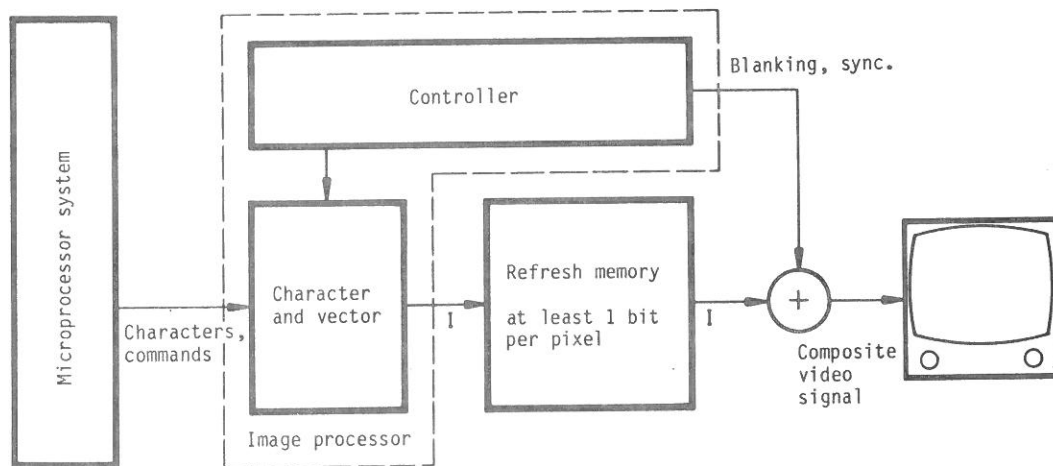 Microprocessor system
Controller
Blanking, sync.
Characters,
commands
Character
and vector
I
Refresh memory
at least 1 bit
per pixel
I
+
Composite
video
signal
Image processor